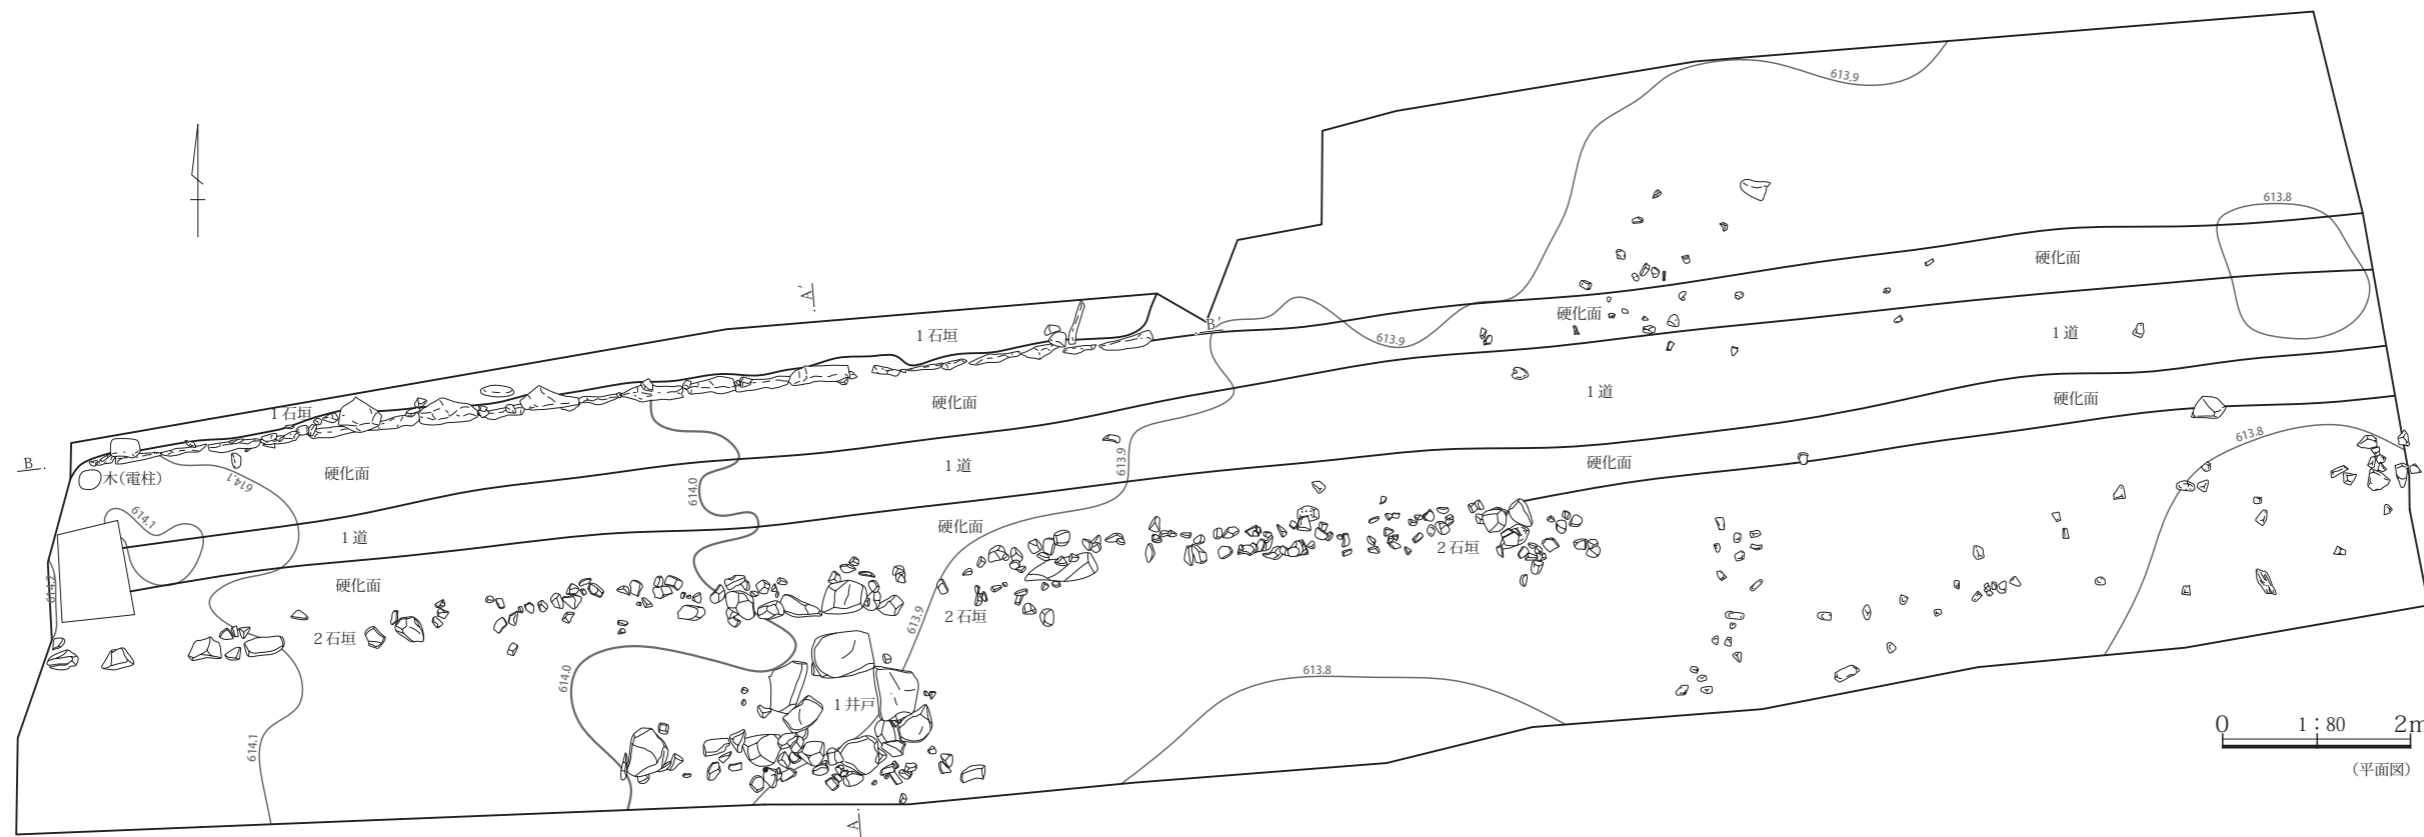 613.9
613.8
硬化面
A′
硬化面
B′
1石垣
613.9
1道
1石垣
硬化面
1道
硬化面
613.8
B
木(電柱)
硬化面
614.1
614.0
1道
613.9
硬化面
614.1
1道
硬化面
2石垣
614.2
硬化面
2石垣
613.9
2石垣
614.0
613.8
1井戸
614.1
A
0 1:80 2m
(平面図)